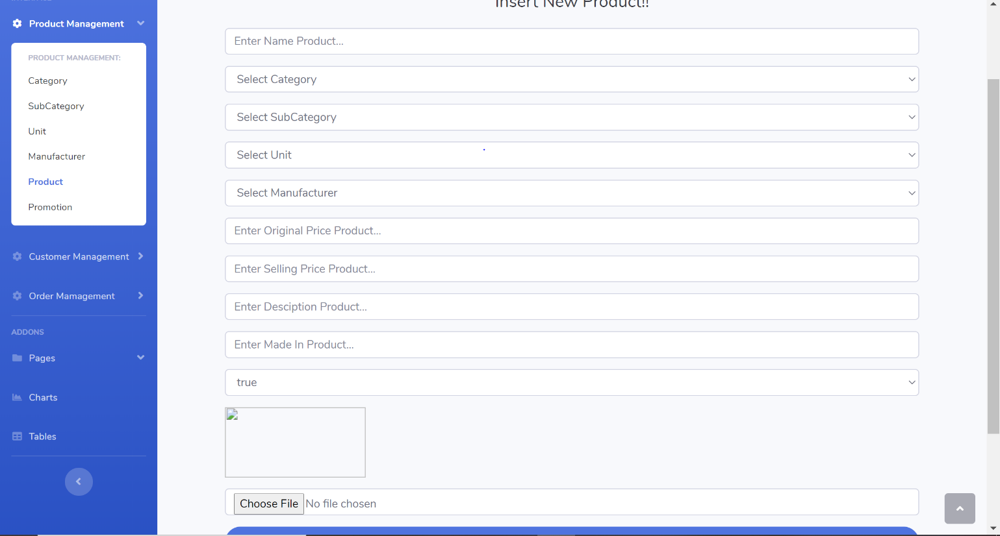 Product Management
PRODUCT MANAGEMENT:
Category
SubCategory
Unit
Manufacturer
Product
Promotion
Customer Management
Order Mamagement
ADDONS
Pages
Charts
Tables
Insert New Product!!
Enter Name Product...
Select Category
Select SubCategory
Select Unit
Select Manufacturer
Enter Original Price Product...
Enter Selling Price Product...
Enter Desciption Product...
Enter Made In Product...
true
Choose File No file chosen